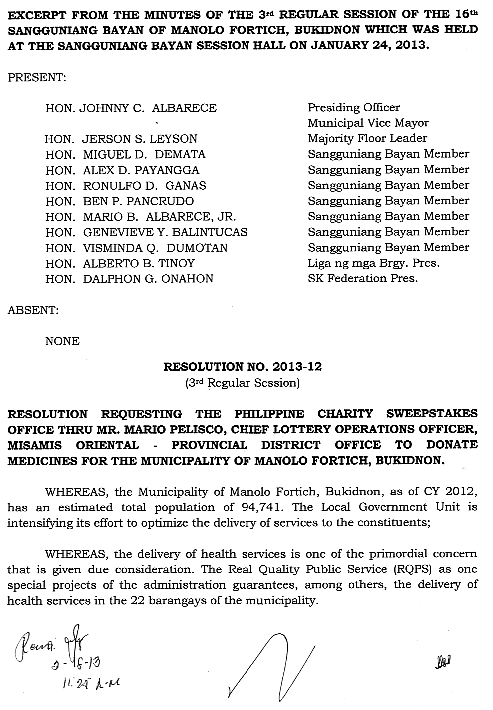 EXCERPT FROM THE MINUTES OF THE 3rd REGULAR SESSION OF THE 16th
SANGGUNIANG BAYAN OF MANOLO FORTICH, BUKIDNON WHICH WAS HELD
AT THE SANGGUNIANG BAYAN SESSION HALL ON JANUARY 24, 2013.
PRESENT:
HON. JOHNNY C. ALBARECE Presiding Officer
Municipal Vice Mayor
HON. JERSON S. LEYSON Majority Floor Leader
HON. MIGUEL D. DEMATA Sangguniang Bayan Member
HON. ALEX D. PAYANGGA Sangguniang Bayan Member
HON. RONULFO D. GANAS Sangguniang Bayan Member
HON. BEN P. PANCRUDO Sangguniang Bayan Member
HON. MARIO B. ALBARECE, JR. Sangguniang Bayan Member
HON. GENEVIEVE Y. BALINTUCAS Sangguniang Bayan Member
HON. VISMINDA Q. DUMOTAN Sangguniang Bayan Member
HON. ALBERTO B. TINOY Liga ng mga Brgy. Pres.
HON. DALPHON G. ONAHON SK Federation Pres.
ABSENT:
NONE
RESOLUTION NO. 2013-12
(3rd Regular Session)
RESOLUTION REQUESTING THE PHILIPPINE CHARITY SWEEPSTAKES
OFFICE THRU MR. MARIO PELISCO, CHIEF LOTTERY OPERATIONS OFFICER,
MISAMIS ORIENTAL - PROVINCIAL DISTRICT OFFICE TO DONATE
MEDICINES FOR THE MUNICIPALITY OF MANOLO FORTICH, BUKIDNON.
WHEREAS, the Municipality of Manolo Fortich, Bukidnon, as of CY 2012,
has an estimated total population of 94,741. The Local Government Unit is
intensifying its effort to optimize the delivery of services to the constituents;
WHEREAS, the delivery of health services is one of the primordial concern
that is given due consideration. The Real Quality Public Service (RQPS) as one
special projects of the administration guarantees, among others, the delivery of
health services in the 22 barangays of the municipality.
11:25 A.M